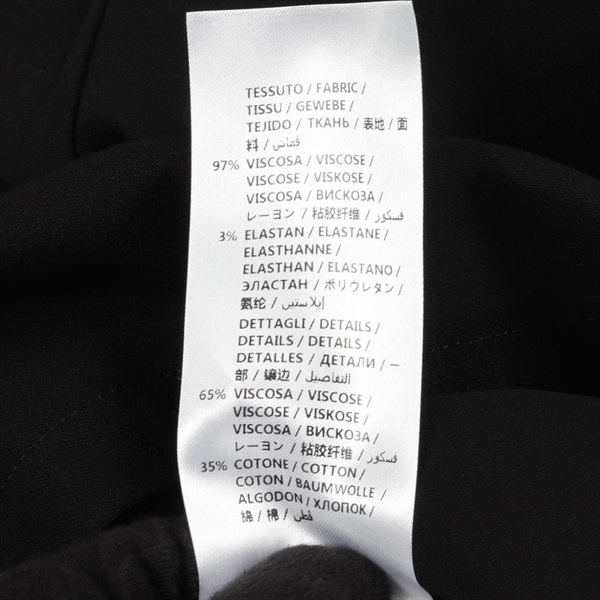 TESSUTO / FABRIC /
TISSU / GEWEBE /
TEJIDO / ТКАНЬ / 表地 / 面
料 / قماش
97% VISCOSA / VISCOSE /
VISCOSE / VISKOSE /
VISCOSA / ВИСКОЗА /
レーヨン / 粘胶纤维 / فسكوز
3% ELASTAN / ELASTANE /
ELASTHANNE /
ELASTHAN / ELASTANO /
ЭЛАСТАН / ポリウレタン /
氨纶 / إيلاستين
DETTAGLI / DETAILS /
DETAILS / DETAILS /
DETALLES / ДЕТАЛИ / 一
部 / 镶边 / التفاصيل
65% VISCOSA / VISCOSE /
VISCOSE / VISKOSE /
VISCOSA / ВИСКОЗА /
レーヨン / 粘胶纤维 / فسكوز
35% COTONE / COTTON /
COTON / BAUMWOLLE /
ALGODON / ХЛОПОК /
綿 / 棉 / قطن